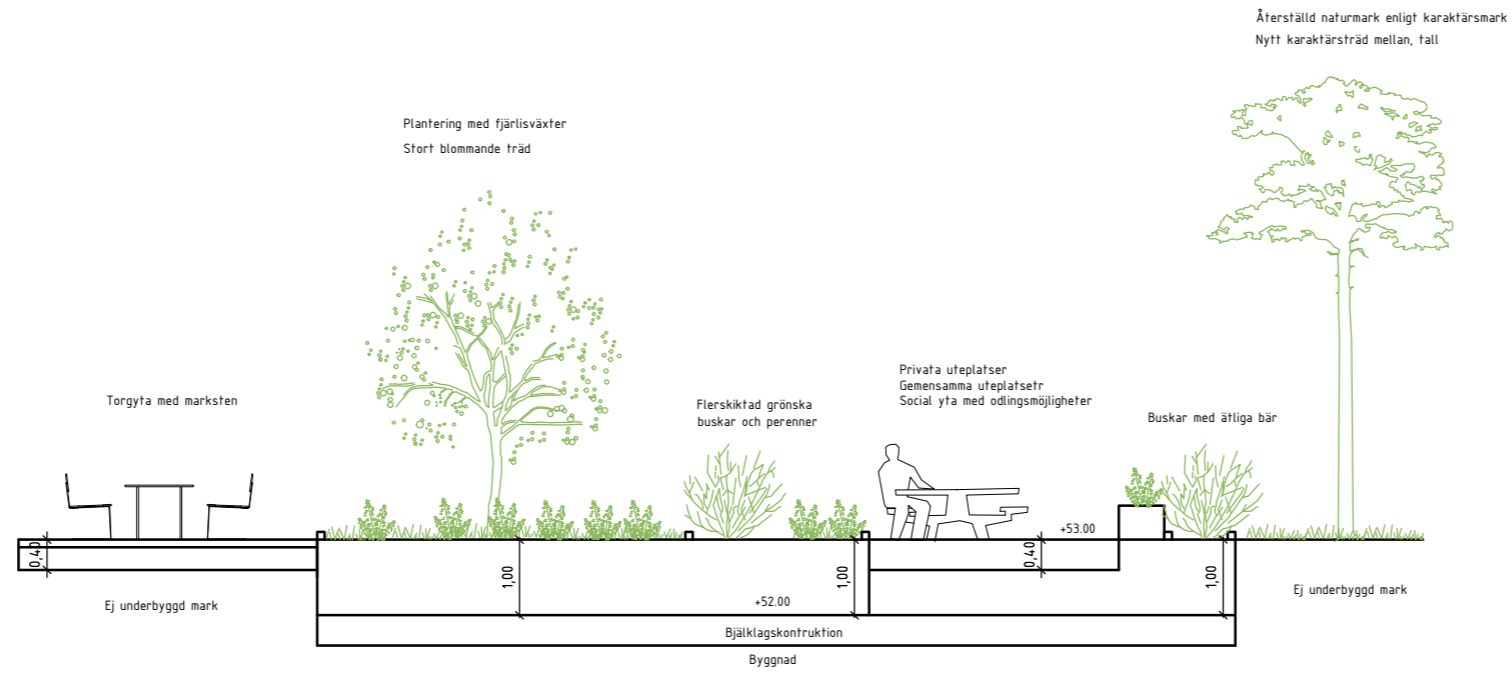 Återställd naturmark enligt karaktärsmark
Nytt karaktärsträd mellan, tall
Plantering med fjärlisväxter
Stort blommande träd
Torgyta med marksten
Flerskiktad grönska
buskar och perenner
Privata uteplatser
Gemensamma uteplatsetr
Social yta med odlingsmöjligheter
Buskar med ätliga bär
+53.00
0,40
1,00
1,00
0,40
1,00
Ej underbyggd mark
+52.00
Ej underbyggd mark
Bjälklagskontruktion
Byggnad